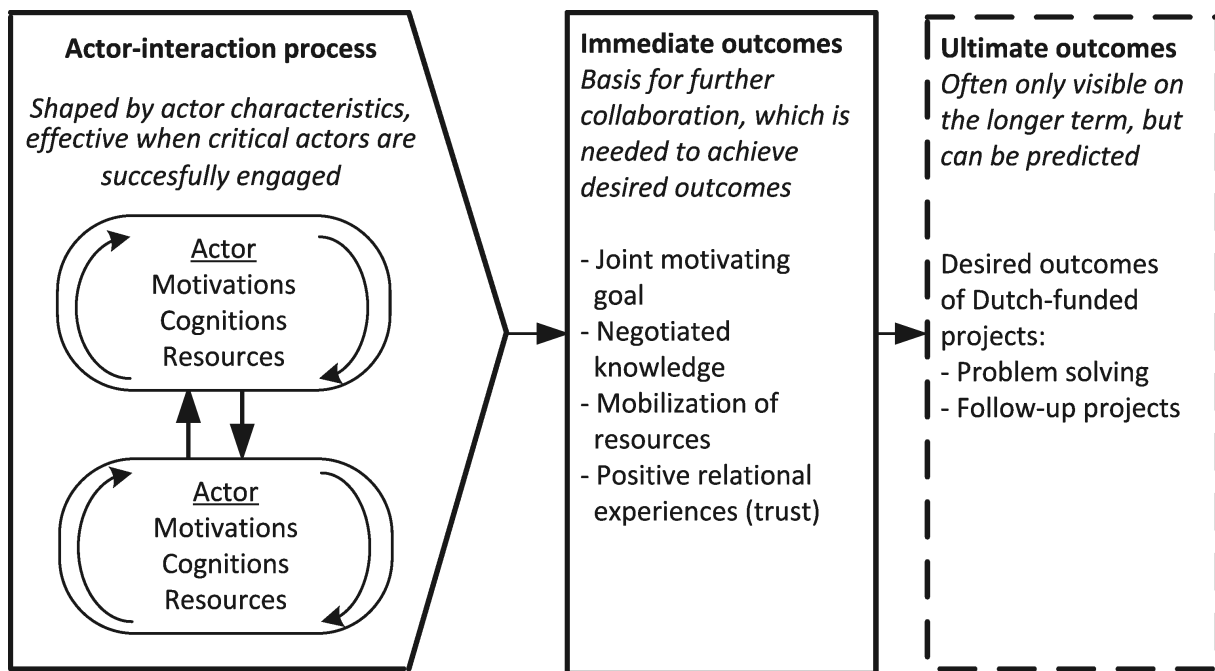 Actor-interaction process
Shaped by actor characteristics,
effective when critical actors are
succesfully engaged
Actor
Motivations
Cognitions
Resources
Actor
Motivations
Cognitions
Resources
Immediate outcomes
Basis for further
collaboration, which is
needed to achieve
desired outcomes
- Joint motivating
goal
- Negotiated
knowledge
- Mobilization of
resources
- Positive relational
experiences (trust)
Ultimate outcomes
Often only visible on
the longer term, but
can be predicted
Desired outcomes
of Dutch-funded
projects:
- Problem solving
- Follow-up projects